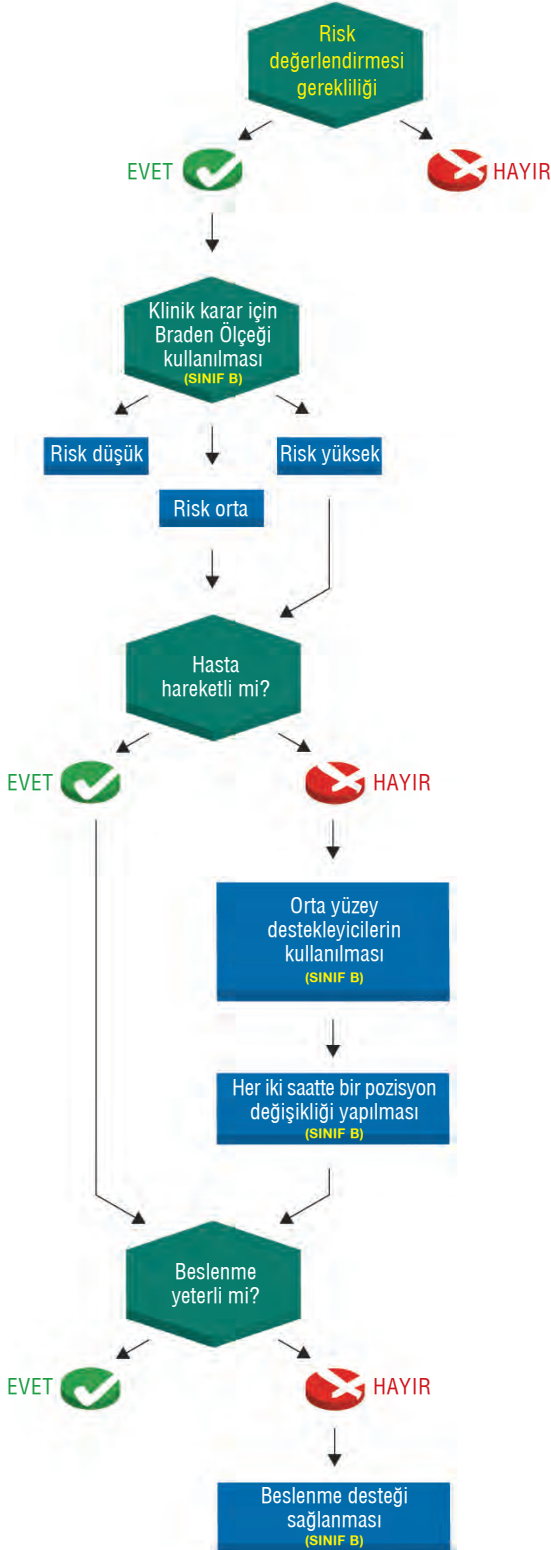 Risk
değerlendirmesi
gerekliliği
EVET
HAYIR
Klinik karar için
Braden Ölçeği
kullanılması
(SINIF B)
Risk düşük
Risk yüksek
Risk orta
Hasta
hareketli mi?
EVET
HAYIR
Orta yüzey
destekleyicilerin
kullanılması
(SINIF B)
Her iki saatte bir pozisyon
değişikliği yapılması
(SINIF B)
Beslenme
yeterli mi?
EVET
HAYIR
Beslenme desteği
sağlanması
(SINIF B)